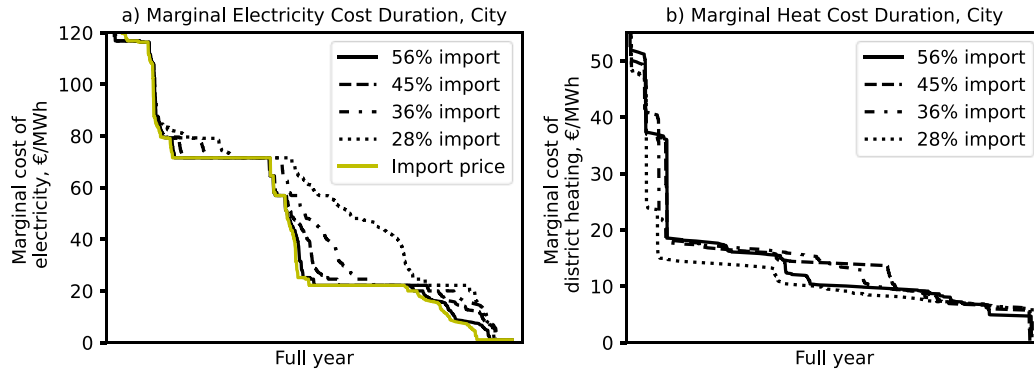 a) Marginal Electricity Cost Duration, City
120
100
80
60
40
20
0
Marginal cost of
electricity, €/MWh
56% import
45% import
36% import
28% import
Import price
Full year
b) Marginal Heat Cost Duration, City
50
40
30
20
10
0
Marginal cost of
district heating, €/MWh
56% import
45% import
36% import
28% import
Full year